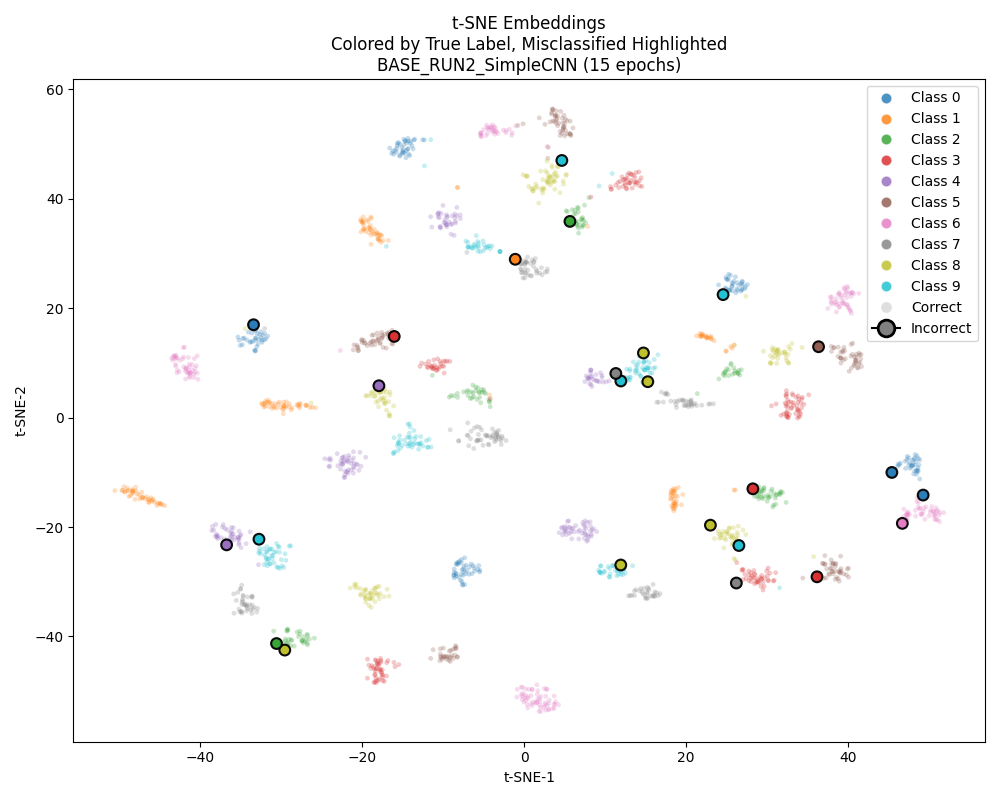 t-SNE Embeddings
Colored by True Label, Misclassified Highlighted
BASE_RUN2_SimpleCNN (15 epochs)
60
40
20
0
−20
−40
t-SNE-2
−40
−20
0
20
40
t-SNE-1
Class 0
Class 1
Class 2
Class 3
Class 4
Class 5
Class 6
Class 7
Class 8
Class 9
Correct
Incorrect